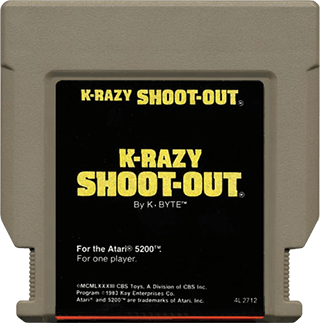 K-RAZY SHOOT-OUT®
K-RAZY
SHOOT-OUT®
By K-BYTE™
For the Atari® 5200™.
For one player.
©MCMLXXXIII CBS Toys, A Division of CBS Inc.
Program ©1983 Kay Enterprises Co.
Atari® and 5200™ are trademarks of Atari, Inc.
4L 2712